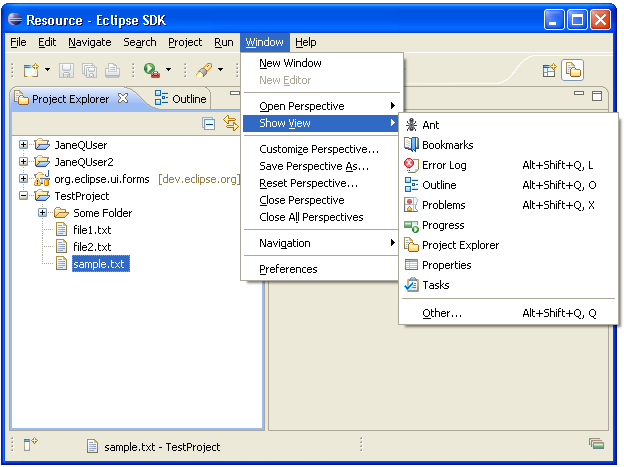 Resource - Eclipse SDK
File Edit Navigate Search Project Run Window Help
Project Explorer
Outline
JaneQUser
JaneQUser2
org.eclipse.ui.forms [dev.eclipse.org]
TestProject
Some Folder
file1.txt
file2.txt
sample.txt
New Window
New Editor
Open Perspective
Show View
Customize Perspective...
Save Perspective As...
Reset Perspective...
Close Perspective
Close All Perspectives
Navigation
Preferences
Ant
Bookmarks
Error Log Alt+Shift+Q, L
Outline Alt+Shift+Q, O
Problems Alt+Shift+Q, X
Progress
Project Explorer
Properties
Tasks
Other... Alt+Shift+Q, Q
sample.txt - TestProject